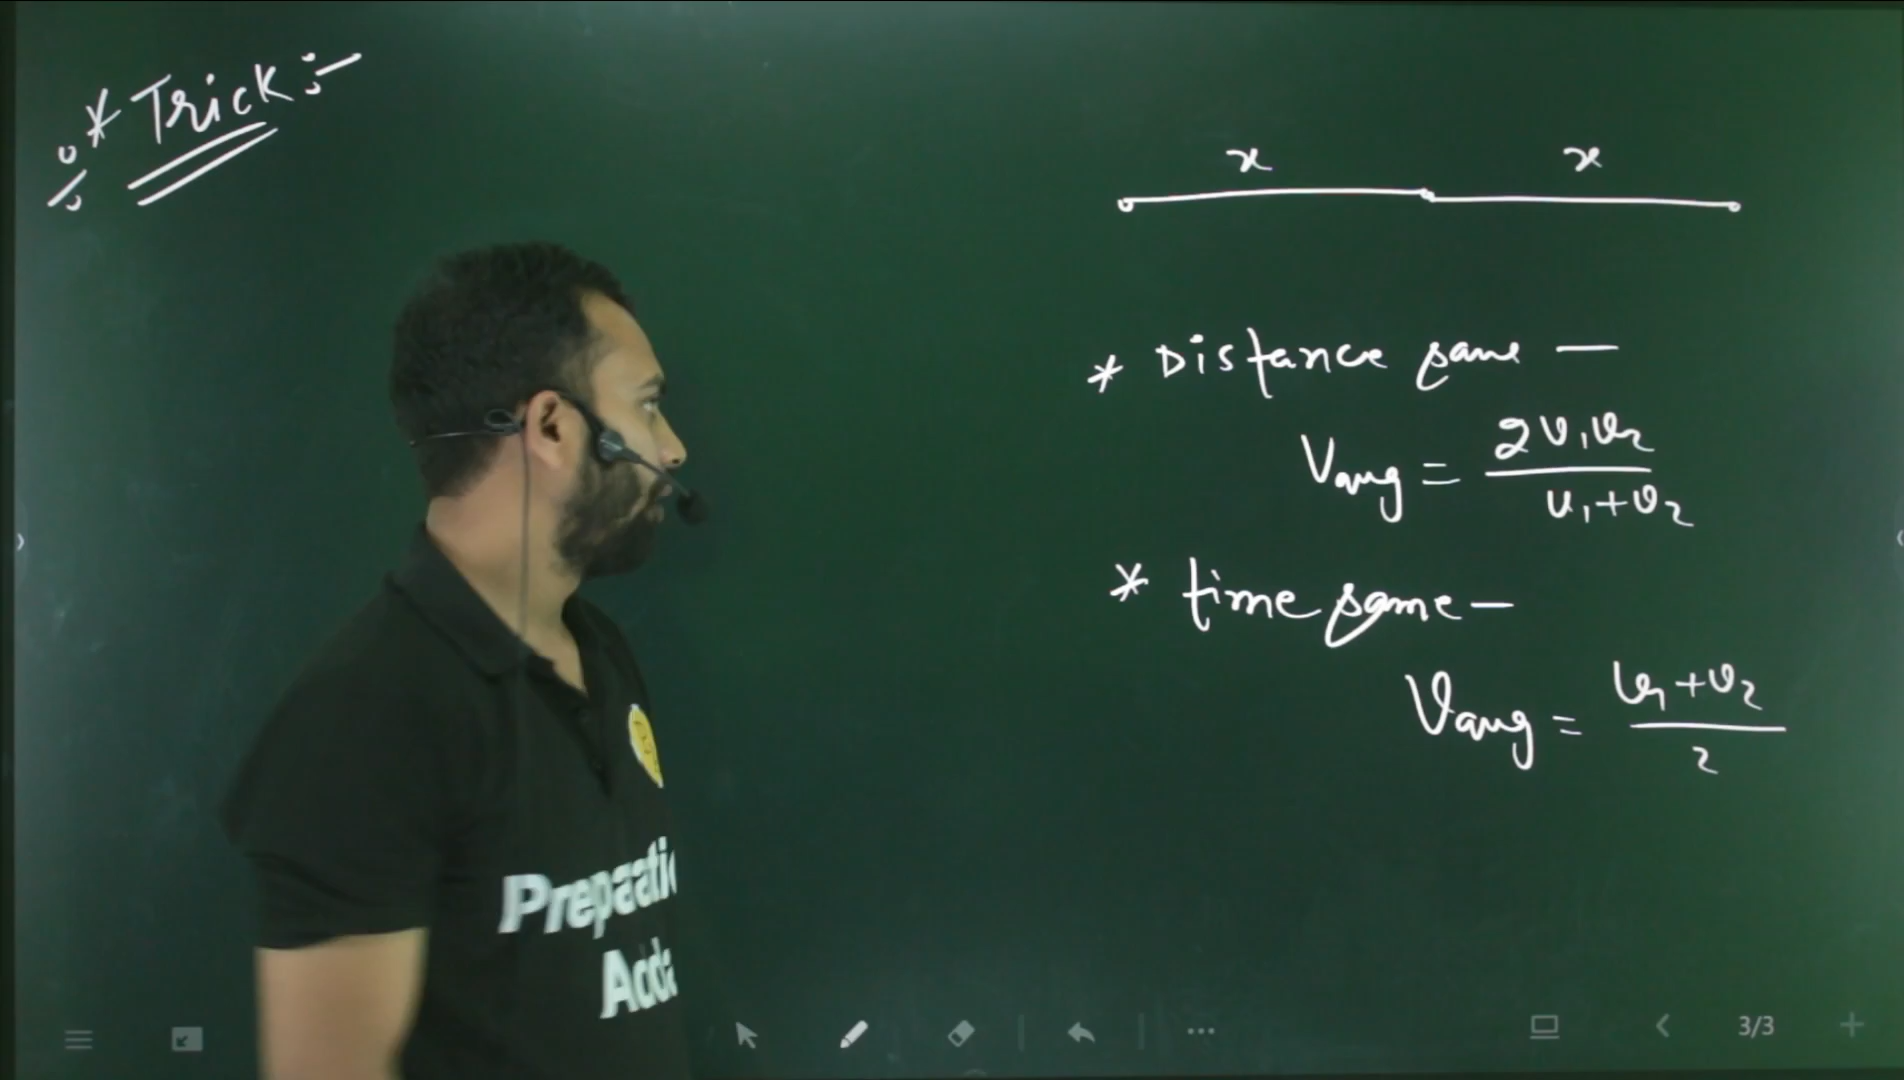 * Trick :-
x x
* Distance same —
Vavg = 2v₁v₂ / v₁+v₂
* time same —
Vavg = v₁+v₂ / 2
Prepaatic
Adda
3/3